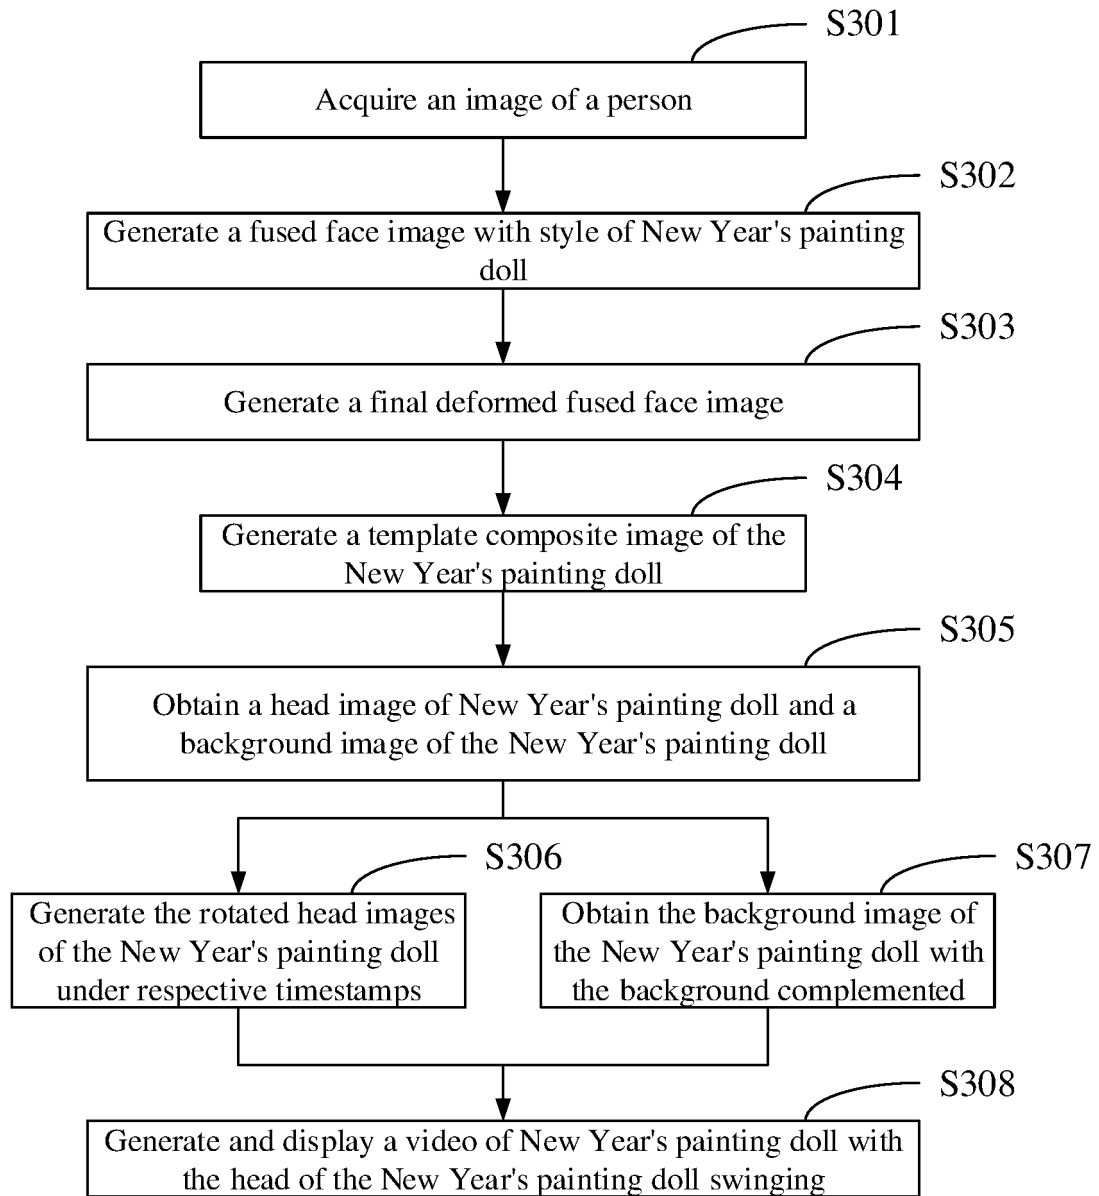 S301
Acquire an image of a person
S302
Generate a fused face image with style of New Year's painting
doll
S303
Generate a final deformed fused face image
S304
Generate a template composite image of the
New Year's painting doll
S305
Obtain a head image of New Year's painting doll and a
background image of the New Year's painting doll
S306
Generate the rotated head images
of the New Year's painting doll
under respective timestamps
S307
Obtain the background image of
the New Year's painting doll with
the background complemented
S308
Generate and display a video of New Year's painting doll with
the head of the New Year's painting doll swinging